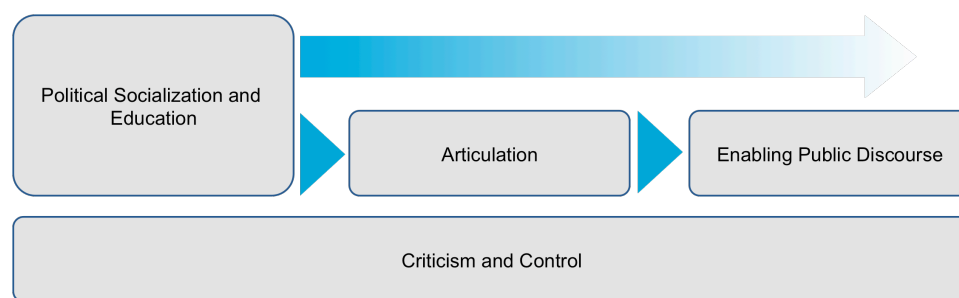 Political Socialization and
Education
Articulation
Enabling Public Discourse
Criticism and Control